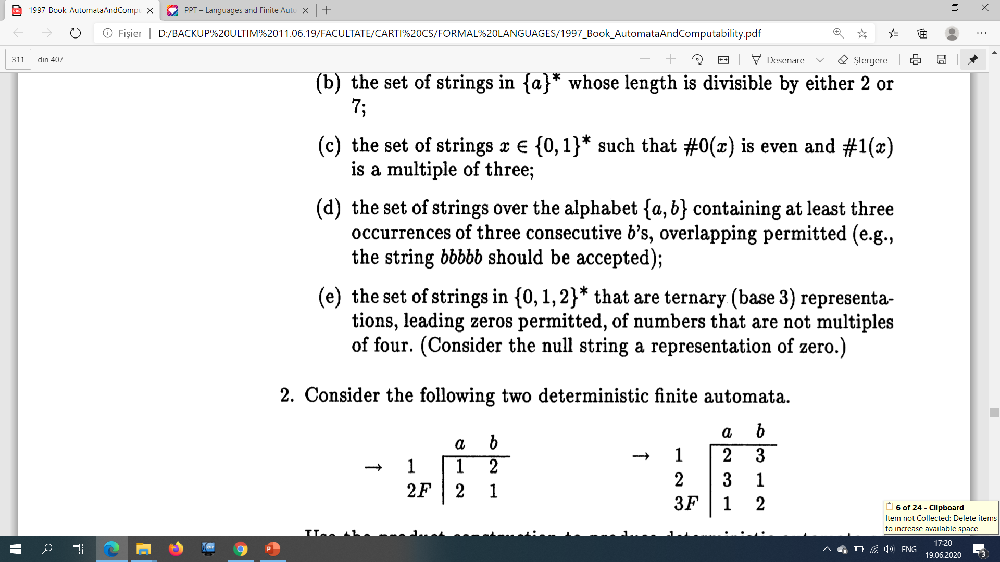 1997_Book_AutomataAndCompu
PPT – Languages and Finite Auto
Fișier
D:/BACKUP%20ULTIM%2011.06.19/FACULTATE/CARTI%20CS/FORMAL%20LANGUAGES/1997_Book_AutomataAndComputability.pdf
311 din 407
Desenare
Ștergere
(b) the set of strings in {a}* whose length is divisible by either 2 or
7;
(c) the set of strings x ∈ {0, 1}* such that #0(x) is even and #1(x)
is a multiple of three;
(d) the set of strings over the alphabet {a, b} containing at least three
occurrences of three consecutive b's, overlapping permitted (e.g.,
the string bbbbb should be accepted);
(e) the set of strings in {0, 1, 2}* that are ternary (base 3) representa-
tions, leading zeros permitted, of numbers that are not multiples
of four. (Consider the null string a representation of zero.)
2. Consider the following two deterministic finite automata.
a b
→ 1 1 2
2F 2 1
a b
→ 1 2 3
2 3 1
3F 1 2
6 of 24 - Clipboard
Item not Collected: Delete items
to increase available space
ENG
17:20
19.06.2020
3